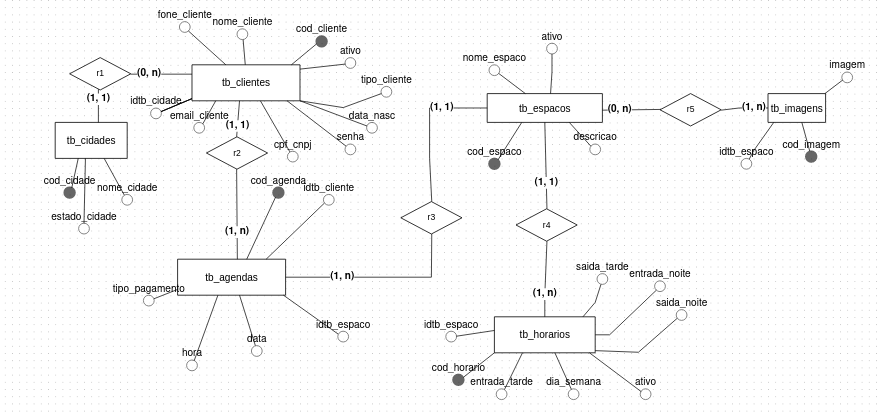 fone_cliente
nome_cliente
cod_cliente
ativo
tipo_cliente
data_nasc
senha
cpf_cnpj
email_cliente
idtb_cidade
tb_clientes
r1
(0, n)
(1, 1)
tb_cidades
cod_cidade
nome_cidade
estado_cidade
(1, 1)
r2
(1, n)
cod_agenda
idtb_cliente
tb_agendas
tipo_pagamento
hora
data
idtb_espaco
(1, n)
r3
(1, 1)
ativo
nome_espaco
tb_espacos
cod_espaco
descricao
(0, n)
r5
(1, n)
imagem
tb_imagens
idtb_espaco
cod_imagem
(1, 1)
r4
(1, n)
saida_tarde
entrada_noite
saida_noite
idtb_espaco
tb_horarios
cod_horario
entrada_tarde
dia_semana
ativo